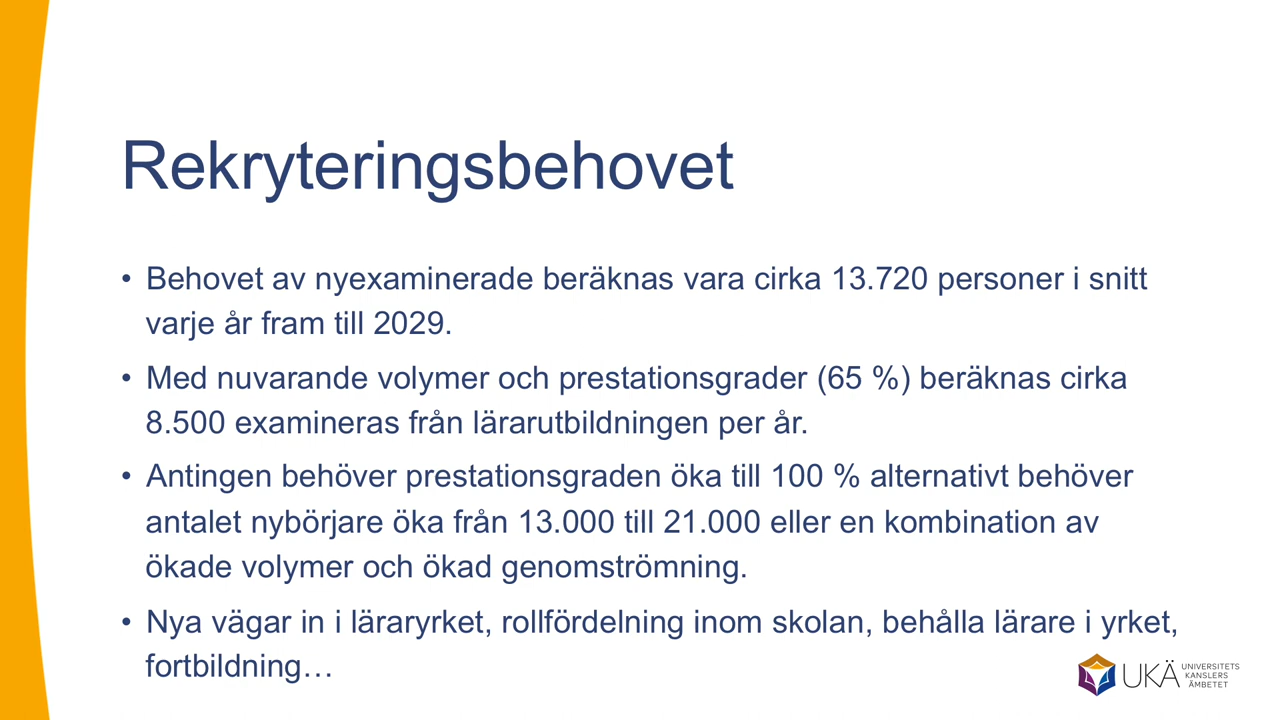 Rekryteringsbehovet
• Behovet av nyexaminerade beräknas vara cirka 13.720 personer i snitt
varje år fram till 2029.
• Med nuvarande volymer och prestationsgrader (65 %) beräknas cirka
8.500 examineras från lärarutbildningen per år.
• Antingen behöver prestationsgraden öka till 100 % alternativt behöver
antalet nybörjare öka från 13.000 till 21.000 eller en kombination av
ökade volymer och ökad genomströmning.
• Nya vägar in i läraryrket, rollfördelning inom skolan, behålla lärare i yrket,
fortbildning…
UKÄ
UNIVERSITETS
KANSLERS
ÄMBETET